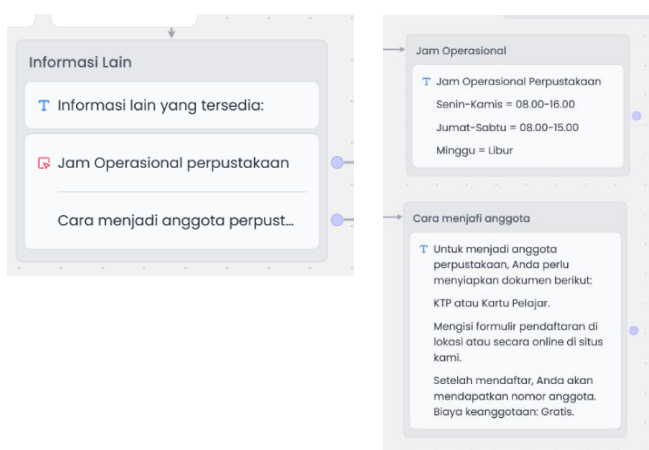 Informasi Lain
Informasi lain yang tersedia:
Jam Operasional perpustakaan
Cara menjadi anggota perpust...
Jam Operasional
Jam Operasional Perpustakaan
Senin-Kamis = 08.00-16.00
Jumat-Sabtu = 08.00-15.00
Minggu = Libur
Cara menjafi anggota
Untuk menjadi anggota
perpustakaan, Anda perlu
menyiapkan dokumen berikut:
KTP atau Kartu Pelajar.
Mengisi formulir pendaftaran di
lokasi atau secara online di situs
kami.
Setelah mendaftar, Anda akan
mendapatkan nomor anggota.
Biaya keanggotaan: Gratis.